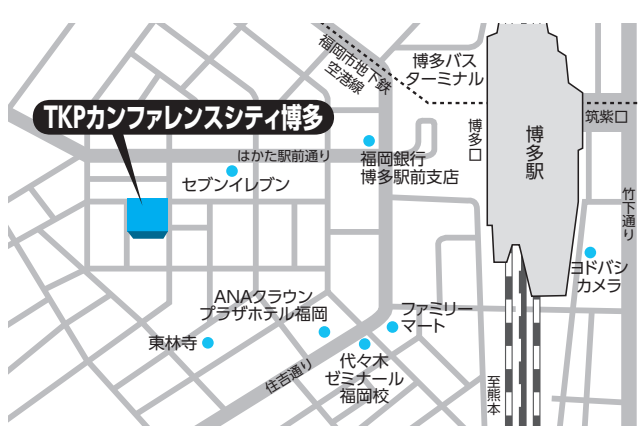 福岡市地下鉄
空港線
博多バス
ターミナル
TKPカンファレンスシティ博多
筑紫口
博多口
博多駅
はかた駅前通り
福岡銀行
博多駅前支店
セブンイレブン
竹下通り
ヨドバシ
カメラ
ANAクラウン
プラザホテル福岡
ファミリー
マート
東林寺
住吉通り
代々木
ゼミナール
福岡校
至熊本